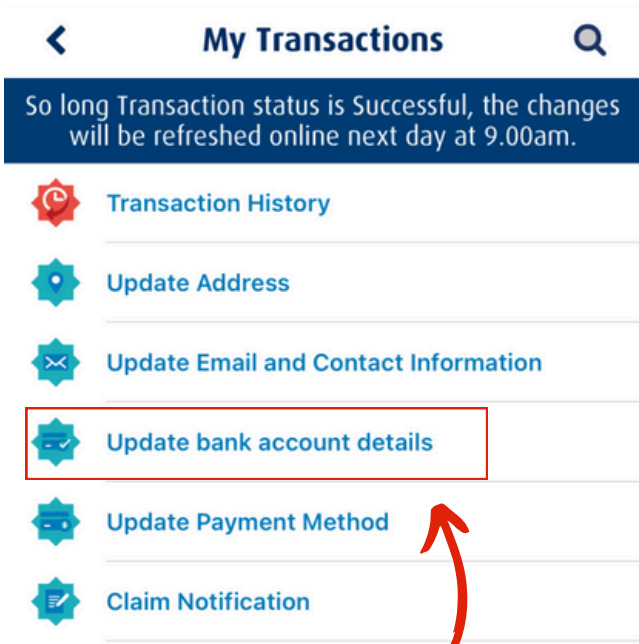 My Transactions
So long Transaction status is Successful, the changes
will be refreshed online next day at 9.00am.
Transaction History
Update Address
Update Email and Contact Information
Update bank account details
Update Payment Method
Claim Notification